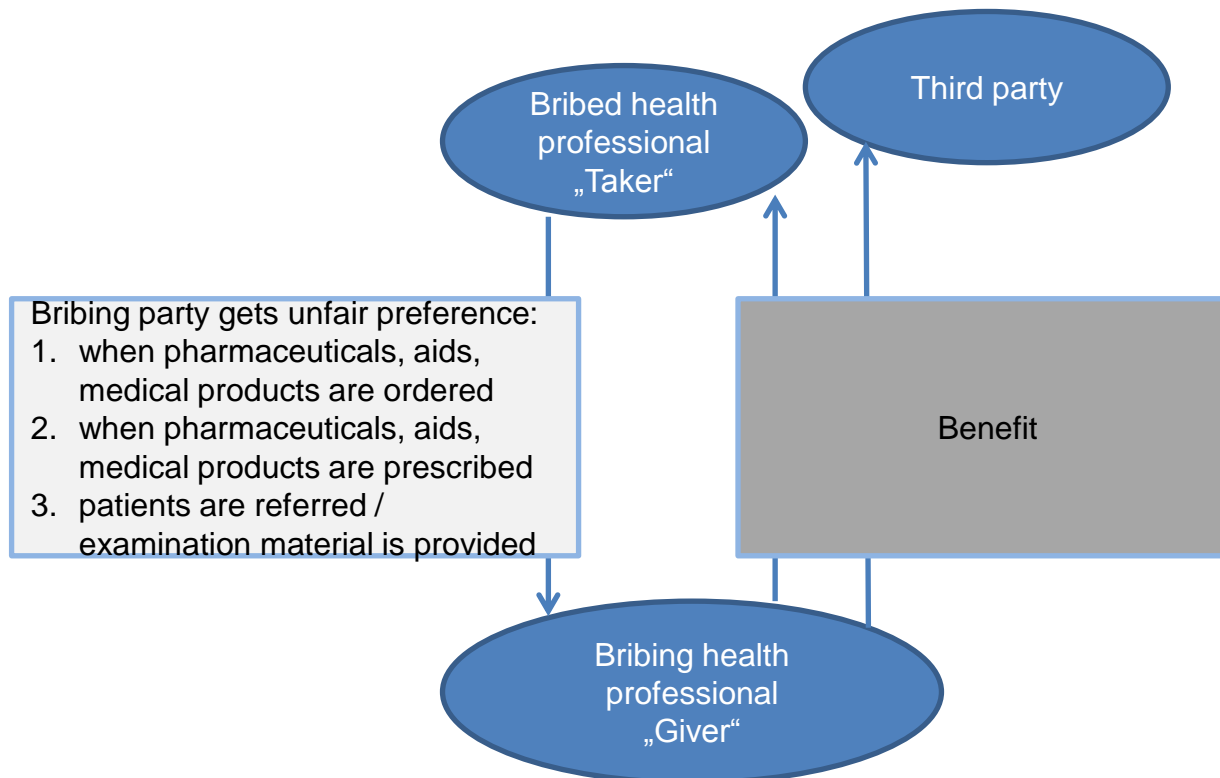 Third party
Bribed health
professional
„Taker“
Bribing party gets unfair preference:
1. when pharmaceuticals, aids,
medical products are ordered
2. when pharmaceuticals, aids,
medical products are prescribed
3. patients are referred /
examination material is provided
Benefit
Bribing health
professional
„Giver“